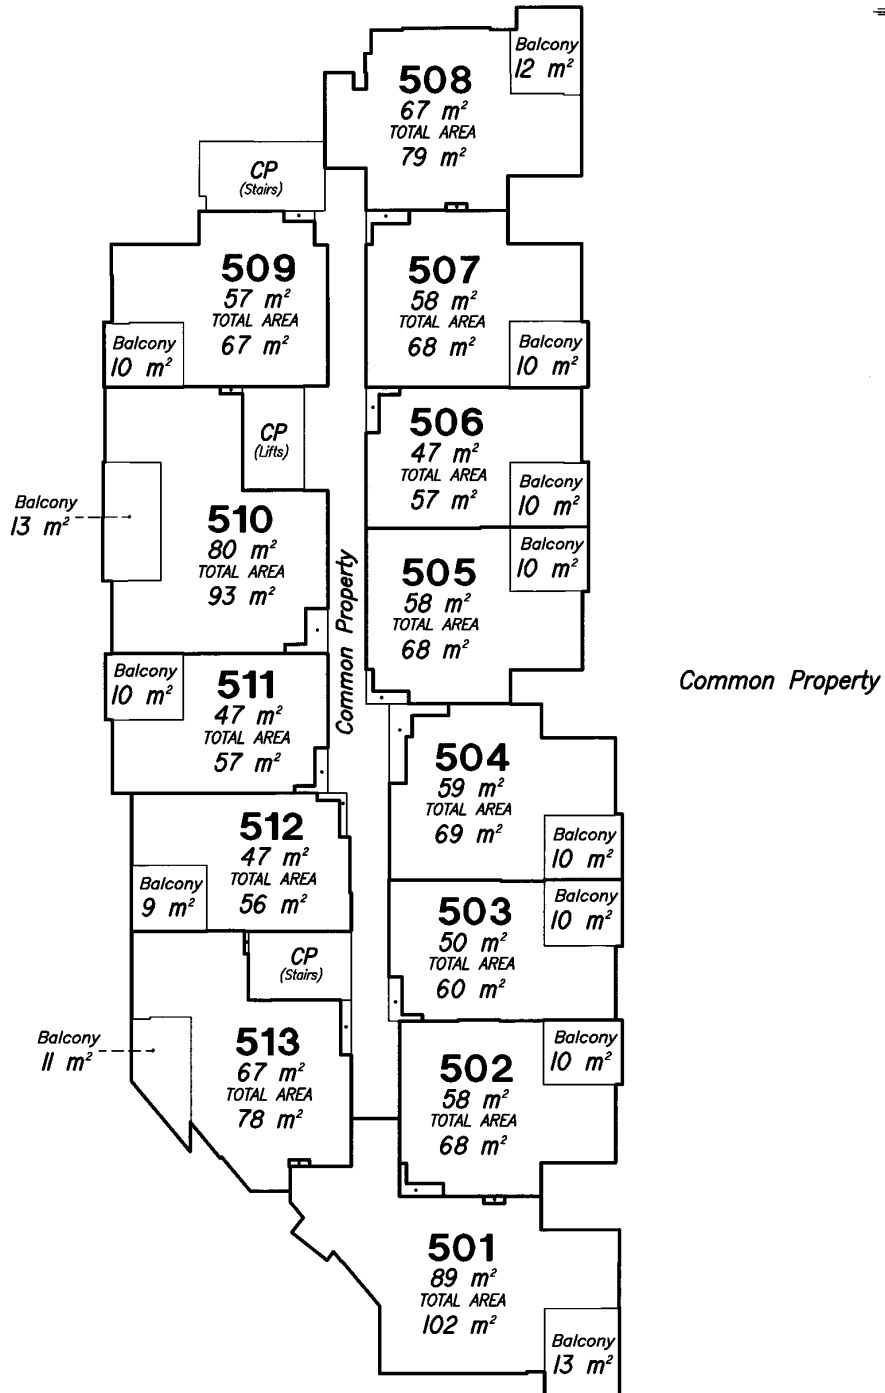 Balcony
12 m²
508
67 m²
TOTAL AREA
79 m²
CP
(Stairs)
509
57 m²
TOTAL AREA
67 m²
Balcony
10 m²
507
58 m²
TOTAL AREA
68 m²
Balcony
10 m²
CP
(Lifts)
506
47 m²
TOTAL AREA
57 m²
Balcony
10 m²
Balcony
13 m²
510
80 m²
TOTAL AREA
93 m²
Common Property
505
58 m²
TOTAL AREA
68 m²
Balcony
10 m²
Common Property
Balcony
10 m²
511
47 m²
TOTAL AREA
57 m²
504
59 m²
TOTAL AREA
69 m²
Balcony
10 m²
512
47 m²
TOTAL AREA
56 m²
Balcony
9 m²
503
50 m²
TOTAL AREA
60 m²
Balcony
10 m²
CP
(Stairs)
Balcony
11 m²
513
67 m²
TOTAL AREA
78 m²
502
58 m²
TOTAL AREA
68 m²
Balcony
10 m²
501
89 m²
TOTAL AREA
102 m²
Balcony
13 m²